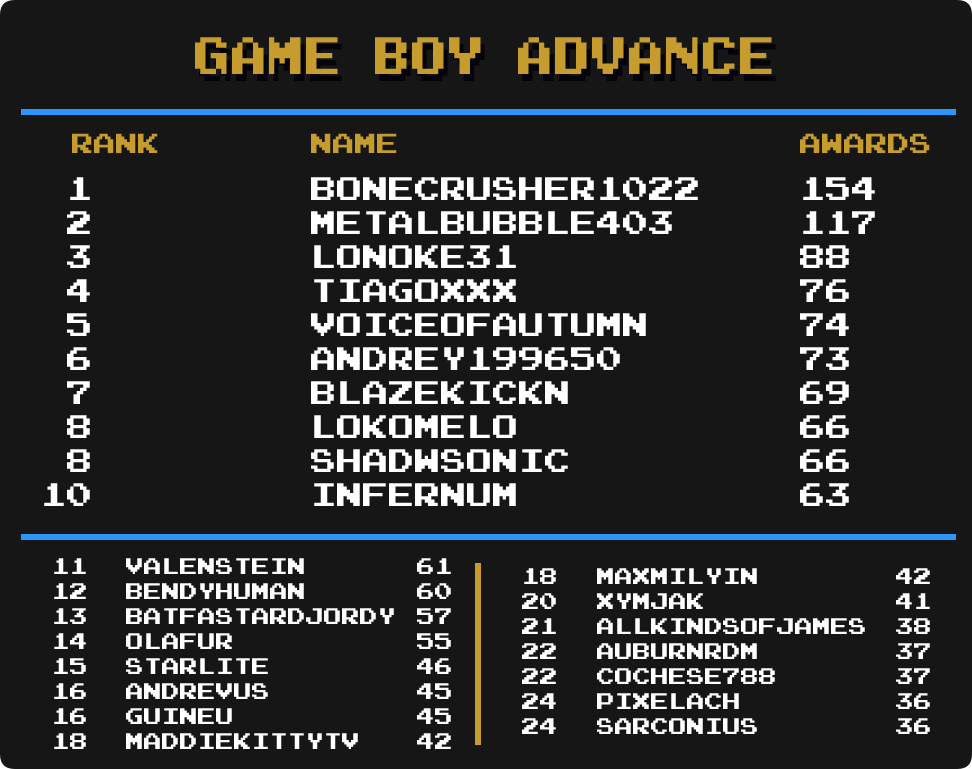 GAME BOY ADVANCE
RANK NAME AWARDS
1 BONECRUSHER1022 154
2 METALBUBBLE403 117
3 LONOKE31 88
4 TIAGOXXX 76
5 VOICEOFAUTUMN 74
6 ANDREY199650 73
7 BLAZEKICKN 69
8 LOKOMELO 66
8 SHADWSONIC 66
10 INFERNUM 63
11 VALENSTEIN 61
12 BENDYHUMAN 60
13 BATFASTARDJORDY 57
14 OLAFUR 55
15 STARLITE 46
16 ANDREVUS 45
16 GUINEU 45
18 MADDIEKITTYTV 42
18 MAXMILYIN 42
20 XYMJAK 41
21 ALLKINDSOFJAMES 38
22 AUBURNRDM 37
22 COCHESE788 37
24 PIXELACH 36
24 SARCONIUS 36